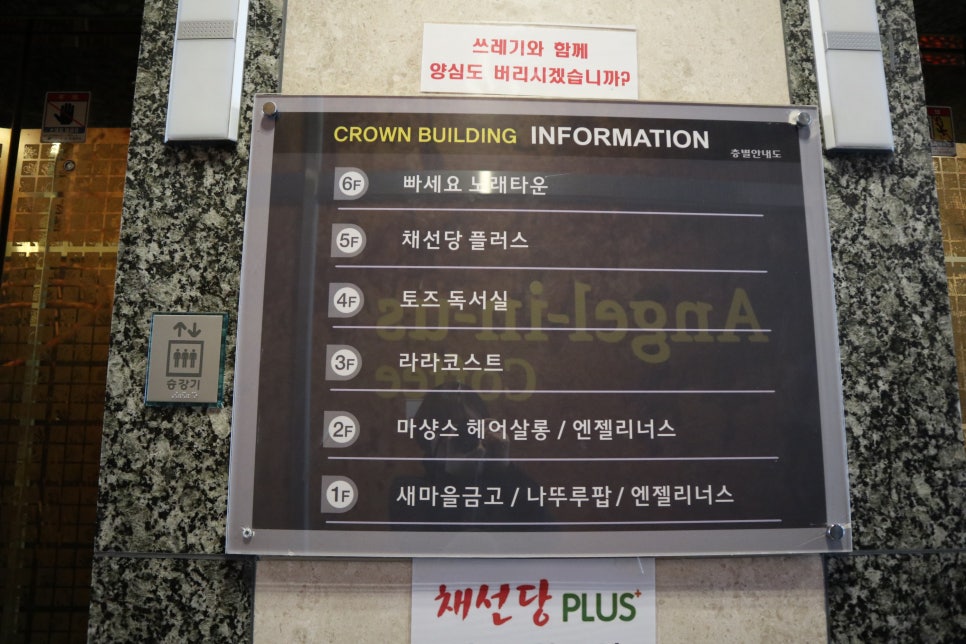 쓰레기와 함께
양심도 버리시겠습니까?
CROWN BUILDING INFORMATION
층별안내도
6F 빠세요 노래타운
5F 채선당 플러스
4F 토즈 독서실
3F 라라코스트
2F 마샹스 헤어살롱 / 엔젤리너스
1F 새마을금고 / 나뚜루팝 / 엔젤리너스
Angel-in-us
Coffee
승강기
채선당 PLUS+